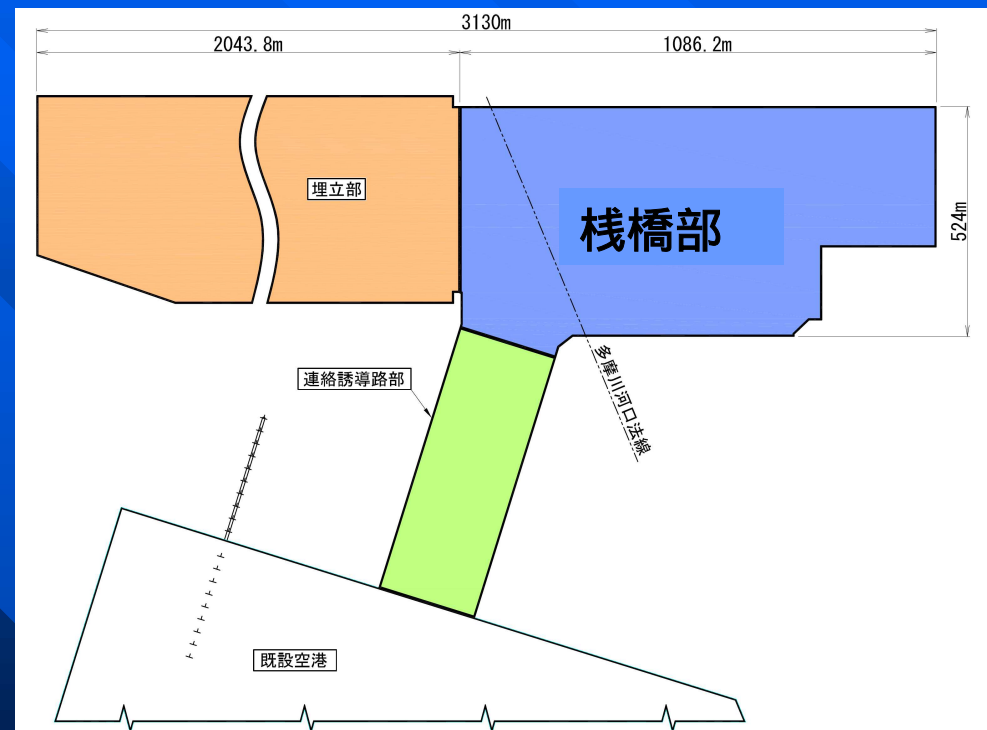 3130m
2043.8m
1086.2m
埋立部
桟橋部
524m
連絡誘導路部
多摩川河口法線
既設空港